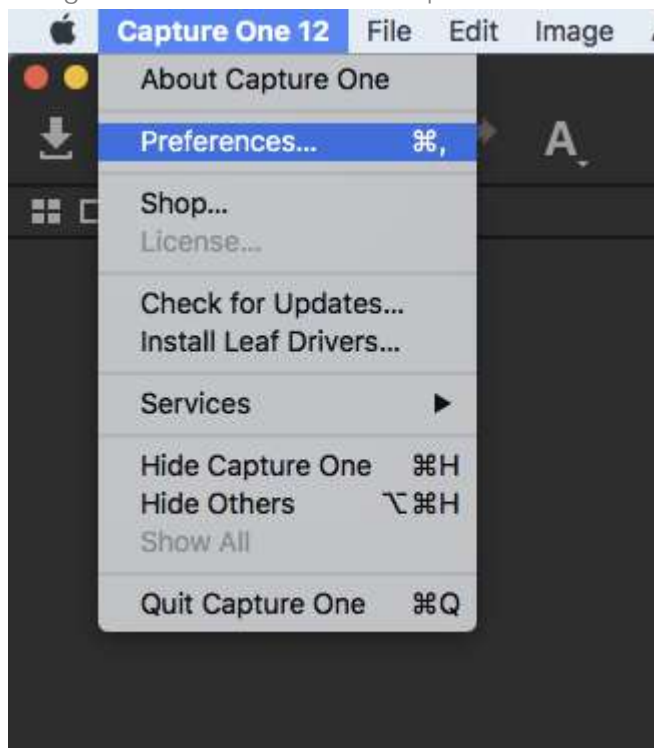 Capture One 12 File Edit Image
About Capture One
Preferences... ⌘,
A
Shop...
License...
Check for Updates...
Install Leaf Drivers...
Services ▶
Hide Capture One ⌘H
Hide Others ⌥⌘H
Show All
Quit Capture One ⌘Q